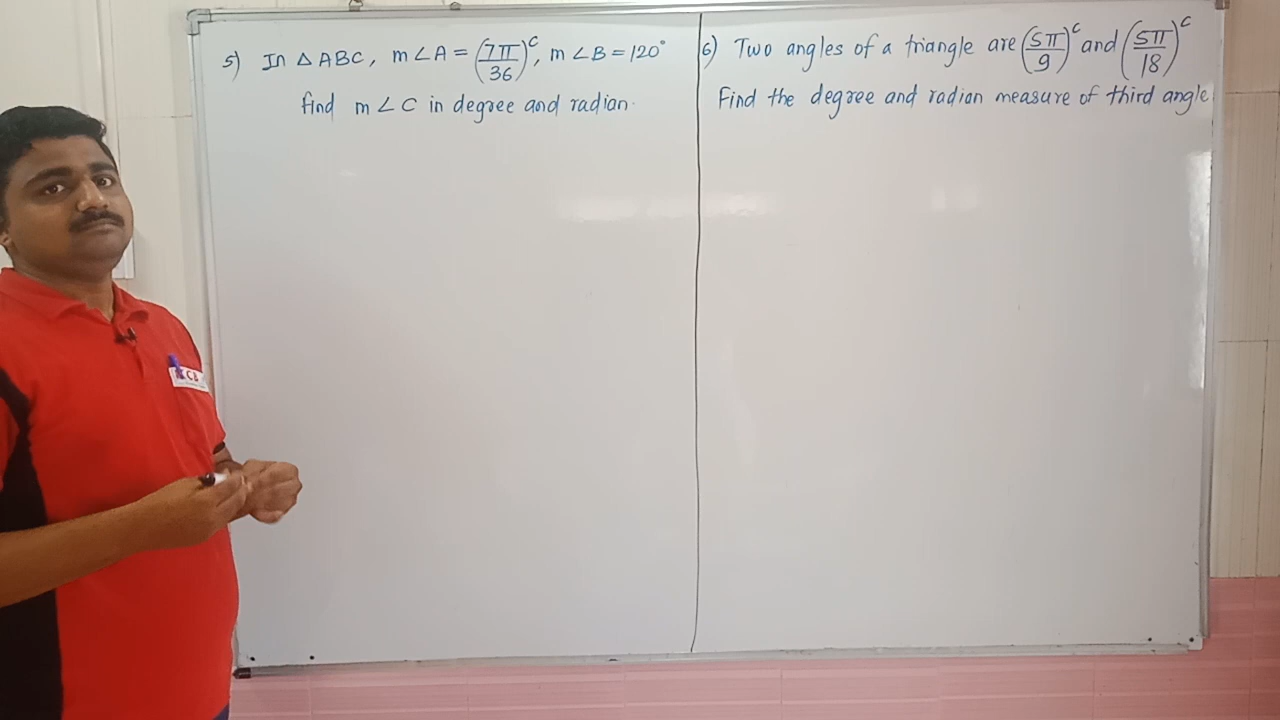 5) In △ABC, m∠A = (7π/36)ᶜ, m∠B = 120°
find m∠C in degree and radian.
6) Two angles of a triangle are (5π/9)ᶜ and (5π/18)ᶜ
Find the degree and radian measure of third angle.